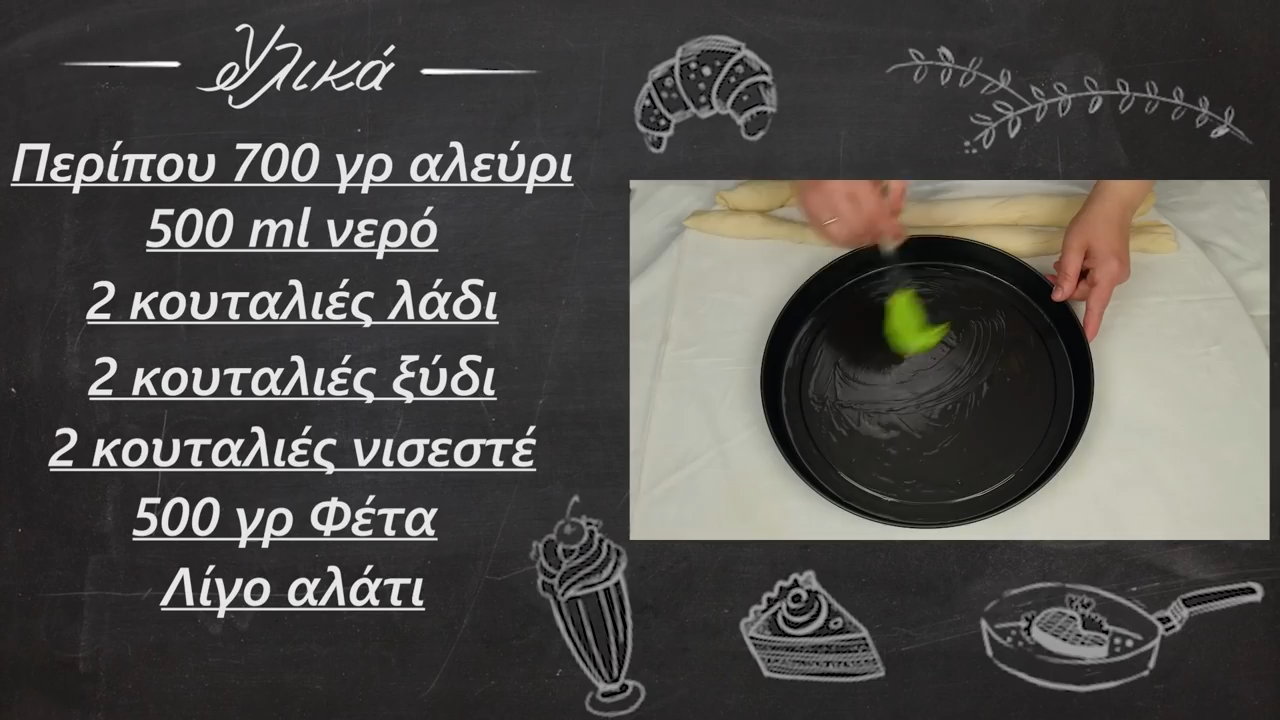 Υλικά
Περίπου 700 γρ αλεύρι
500 ml νερό
2 κουταλιές λάδι
2 κουταλιές ξύδι
2 κουταλιές νισεστέ
500 γρ Φέτα
Λίγο αλάτι